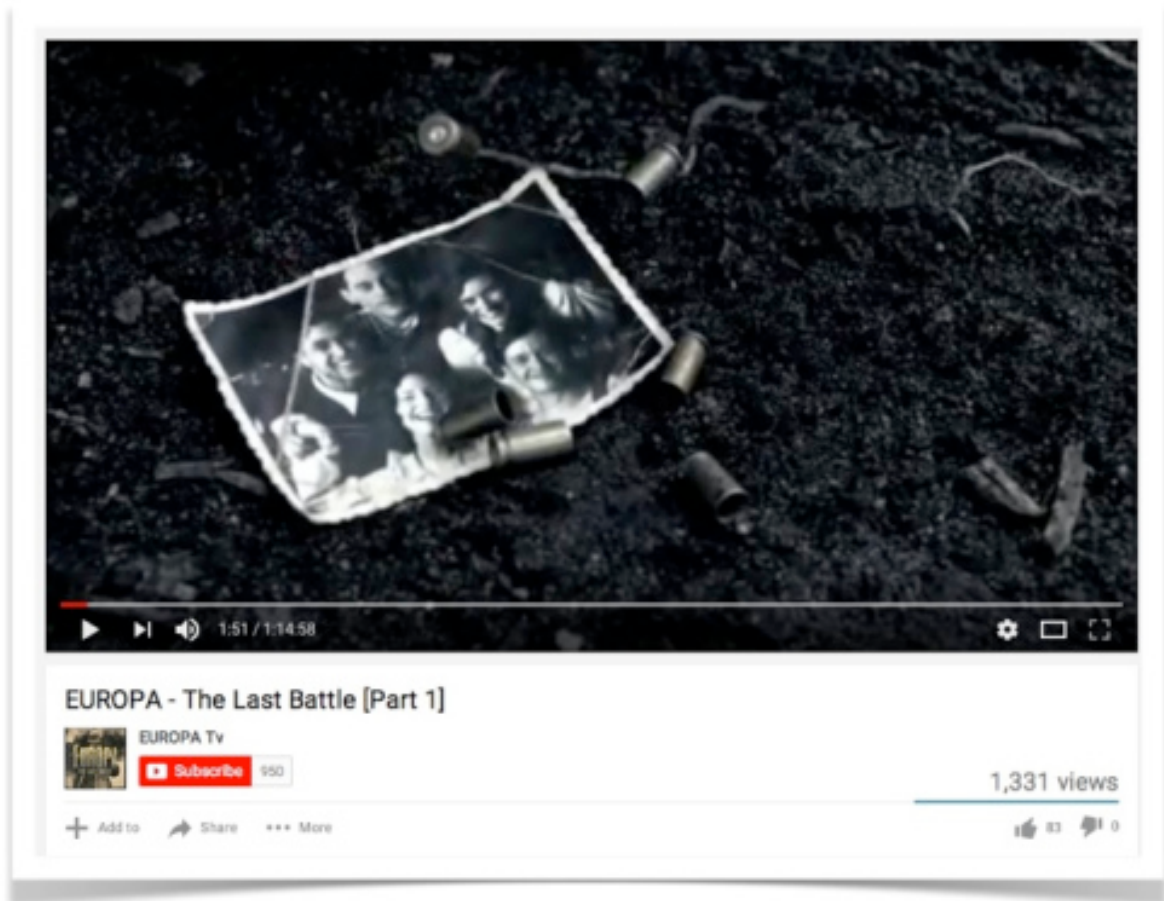 1:51 / 1:14:58
EUROPA - The Last Battle [Part 1]
EUROPA Tv
Subscribe 950
1,331 views
Add to Share More 83 0